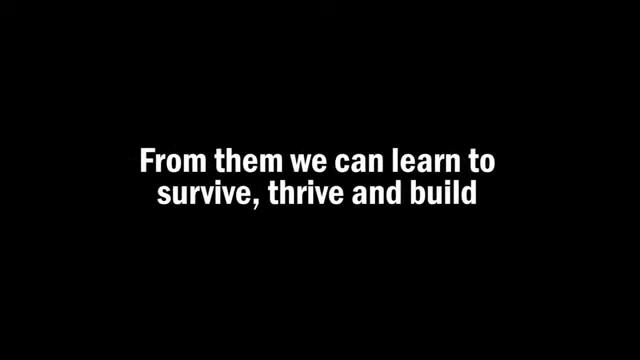 From them we can learn to
survive, thrive and build